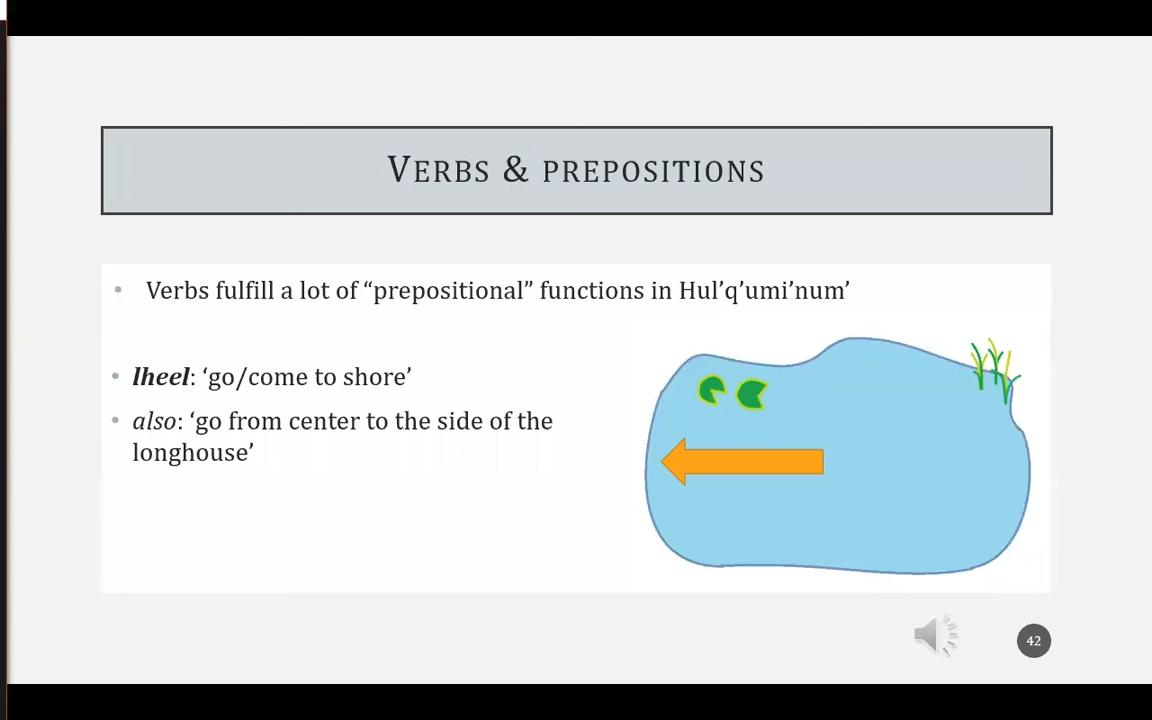 VERBS & PREPOSITIONS
Verbs fulfill a lot of “prepositional” functions in Hul’q’umi’num’
lheel: ‘go/come to shore’
also: ‘go from center to the side of the
longhouse’
42